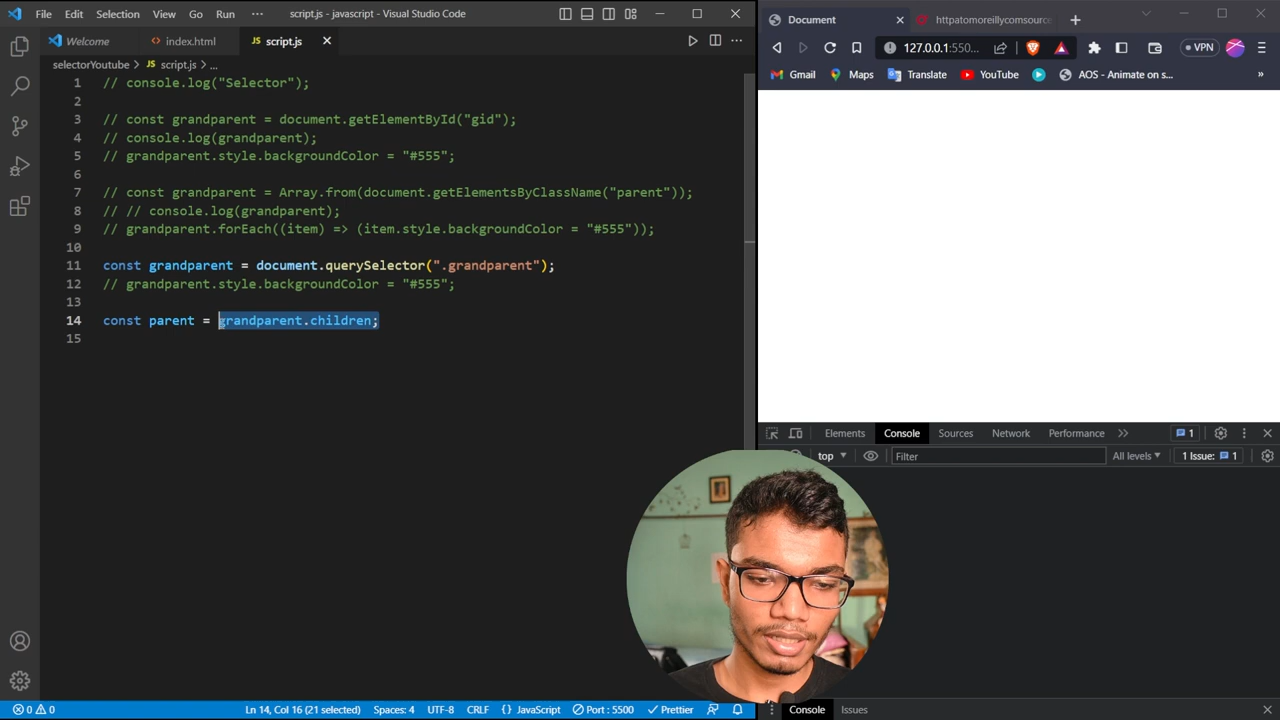 File Edit Selection View Go Run ··· script.js - javascript - Visual Studio Code
Welcome index.html JS script.js
selectorYoutube > JS script.js > ...
1 // console.log("Selector");
2
3 // const grandparent = document.getElementById("gid");
4 // console.log(grandparent);
5 // grandparent.style.backgroundColor = "#555";
6
7 // const grandparent = Array.from(document.getElementsByClassName("parent"));
8 // // console.log(grandparent);
9 // grandparent.forEach((item) => (item.style.backgroundColor = "#555"));
10
11 const grandparent = document.querySelector(".grandparent");
12 // grandparent.style.backgroundColor = "#555";
13
14 const parent = grandparent.children;
15
0 0 Ln 14, Col 16 (21 selected) Spaces: 4 UTF-8 CRLF {} JavaScript Port : 5500 Prettier
Document httpatomoreillycomsource
127.0.0.1:550... VPN
Gmail Maps Translate YouTube AOS - Animate on s... »
Elements Console Sources Network Performance » 1
top Filter All levels 1 Issue: 1
Console Issues